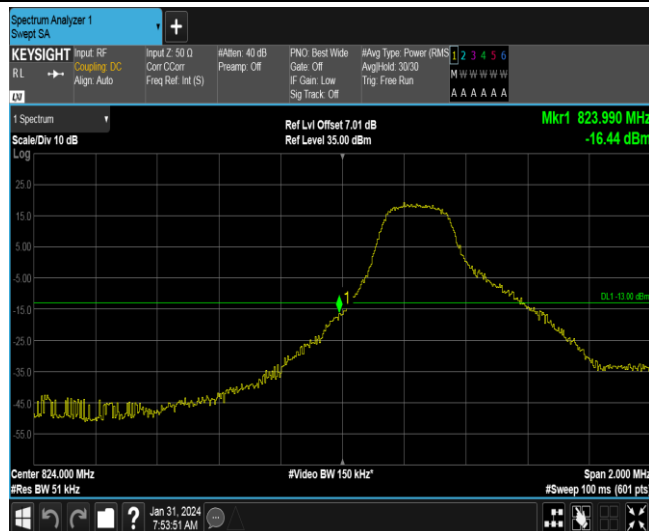 Spectrum Analyzer 1
Swept SA
+
KEYSIGHT
RL
LXI
Input: RF
Coupling: DC
Align: Auto
Input Z: 50 Ω
Corr CCorr
Freq Ref: Int (S)
#Atten: 40 dB
Preamp: Off
PNO: Best Wide
Gate: Off
IF Gain: Low
Sig Track: Off
#Avg Type: Power (RMS
Avg|Hold: 30/30
Trig: Free Run
1 2 3 4 5 6
M W W W W W
A A A A A A
1 Spectrum
Scale/Div 10 dB
Log
Ref Lvl Offset 7.01 dB
Ref Level 35.00 dBm
Mkr1 823.990 MHz
-16.44 dBm
25.0
15.0
5.00
-5.00
-15.0
-25.0
-35.0
-45.0
-55.0
1
DL1 -13.00 dBm
Center 824.000 MHz
#Res BW 51 kHz
#Video BW 150 kHz*
Span 2.000 MHz
#Sweep 100 ms (601 pts)
?
Jan 31, 2024
7:53:51 AM